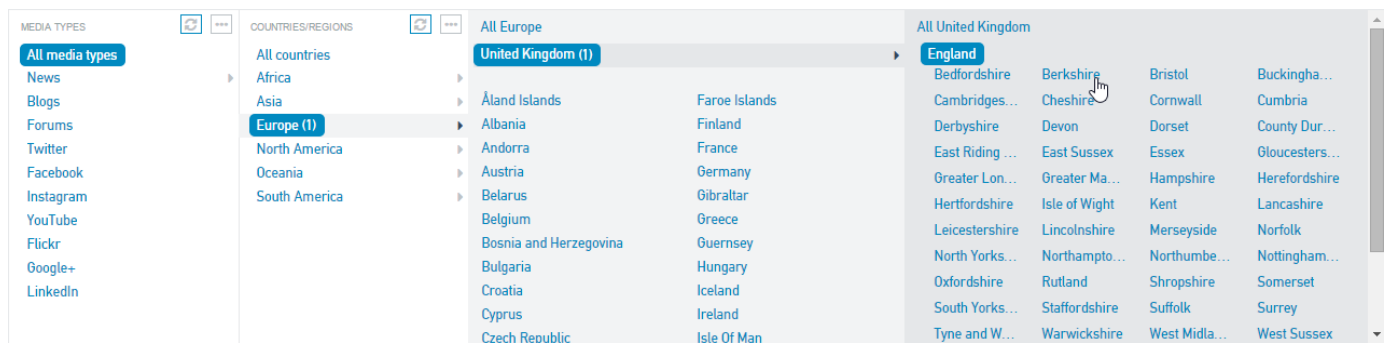 MEDIA TYPES
All media types
News
Blogs
Forums
Twitter
Facebook
Instagram
YouTube
Flickr
Google+
LinkedIn
COUNTRIES/REGIONS
All countries
Africa
Asia
Europe (1)
North America
Oceania
South America
All Europe
United Kingdom (1)
Åland Islands Faroe Islands
Albania Finland
Andorra France
Austria Germany
Belarus Gibraltar
Belgium Greece
Bosnia and Herzegovina Guernsey
Bulgaria Hungary
Croatia Iceland
Cyprus Ireland
Czech Republic Isle Of Man
All United Kingdom
England
Bedfordshire Berkshire Bristol Buckingha...
Cambridges... Cheshire Cornwall Cumbria
Derbyshire Devon Dorset County Dur...
East Riding ... East Sussex Essex Gloucesters...
Greater Lon... Greater Ma... Hampshire Herefordshire
Hertfordshire Isle of Wight Kent Lancashire
Leicestershire Lincolnshire Merseyside Norfolk
North Yorks... Northampto... Northumbe... Nottingham...
Oxfordshire Rutland Shropshire Somerset
South Yorks... Staffordshire Suffolk Surrey
Tyne and W... Warwickshire West Midla... West Sussex